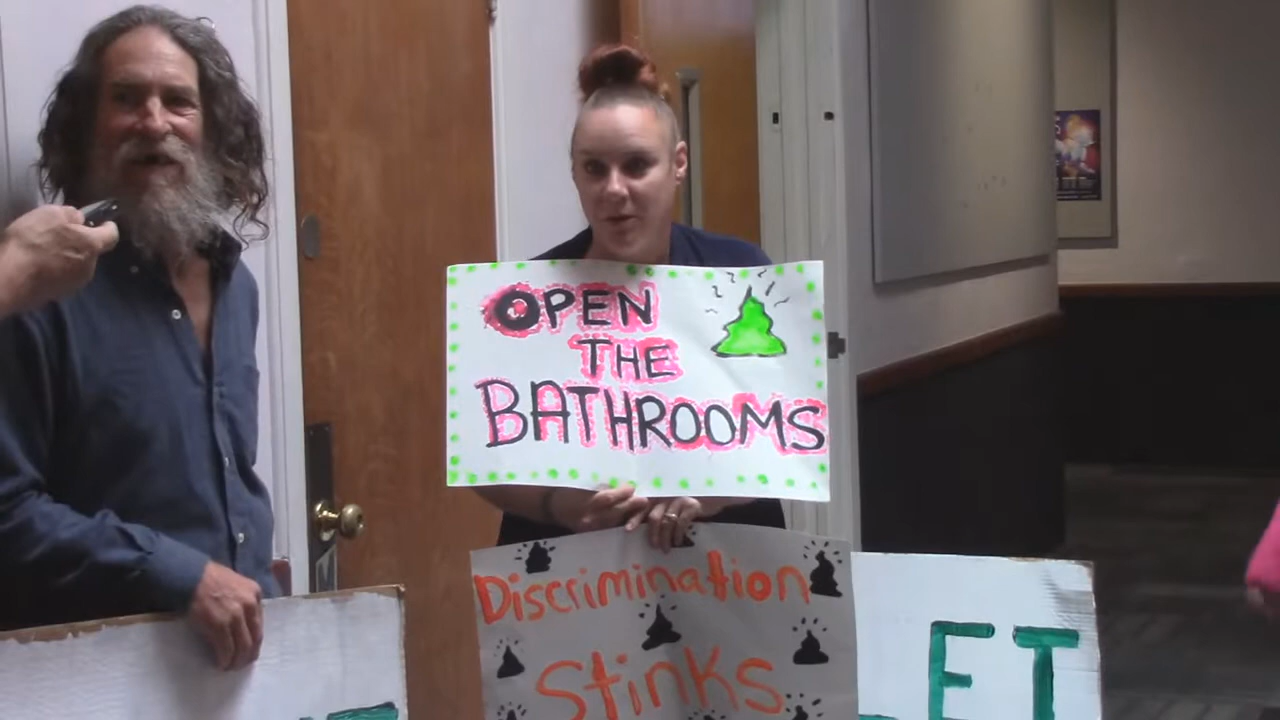 OPEN
THE
BATHROOMS
Discrimination
Stinks
ET